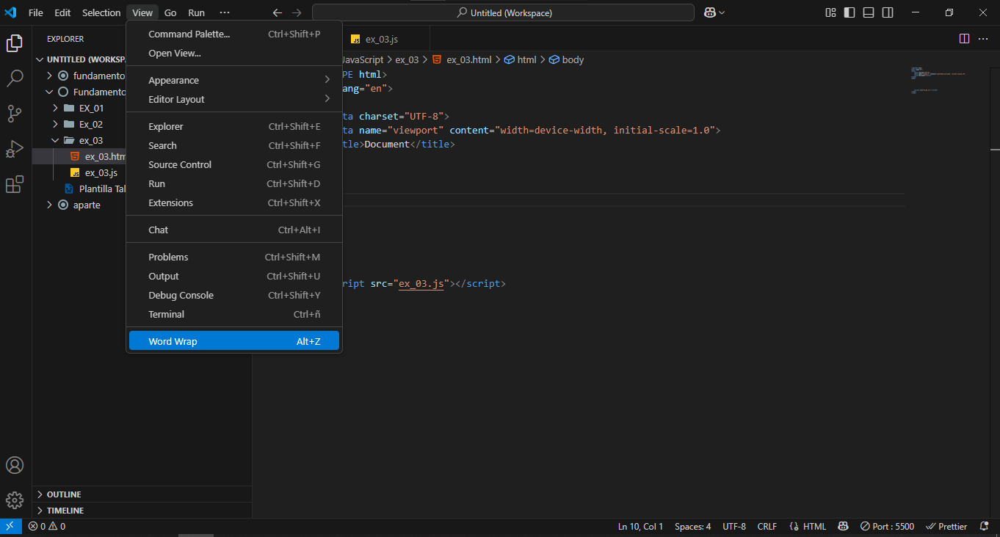 File Edit Selection View Go Run ··· Untitled (Workspace)
EXPLORER
UNTITLED (WORKSP
fundamento
Fundamento
EX_01
Ex_02
ex_03
ex_03.htm
ex_03.js
Plantilla Tal
aparte
OUTLINE
TIMELINE
Command Palette... Ctrl+Shift+P
Open View...
Appearance
Editor Layout
Explorer Ctrl+Shift+E
Search Ctrl+Shift+F
Source Control Ctrl+Shift+G
Run Ctrl+Shift+D
Extensions Ctrl+Shift+X
Chat Ctrl+Alt+I
Problems Ctrl+Shift+M
Output Ctrl+Shift+U
Debug Console Ctrl+Shift+Y
Terminal Ctrl+ñ
Word Wrap Alt+Z
JS ex_03.js
JavaScript > ex_03 > ex_03.html > html > body
PE html>
ang="en">
ta charset="UTF-8">
ta name="viewport" content="width=device-width, initial-scale=1.0">
tle>Document</title>
ript src="ex_03.js"></script>
0 0 Ln 10, Col 1 Spaces: 4 UTF-8 CRLF {} HTML Port : 5500 Prettier